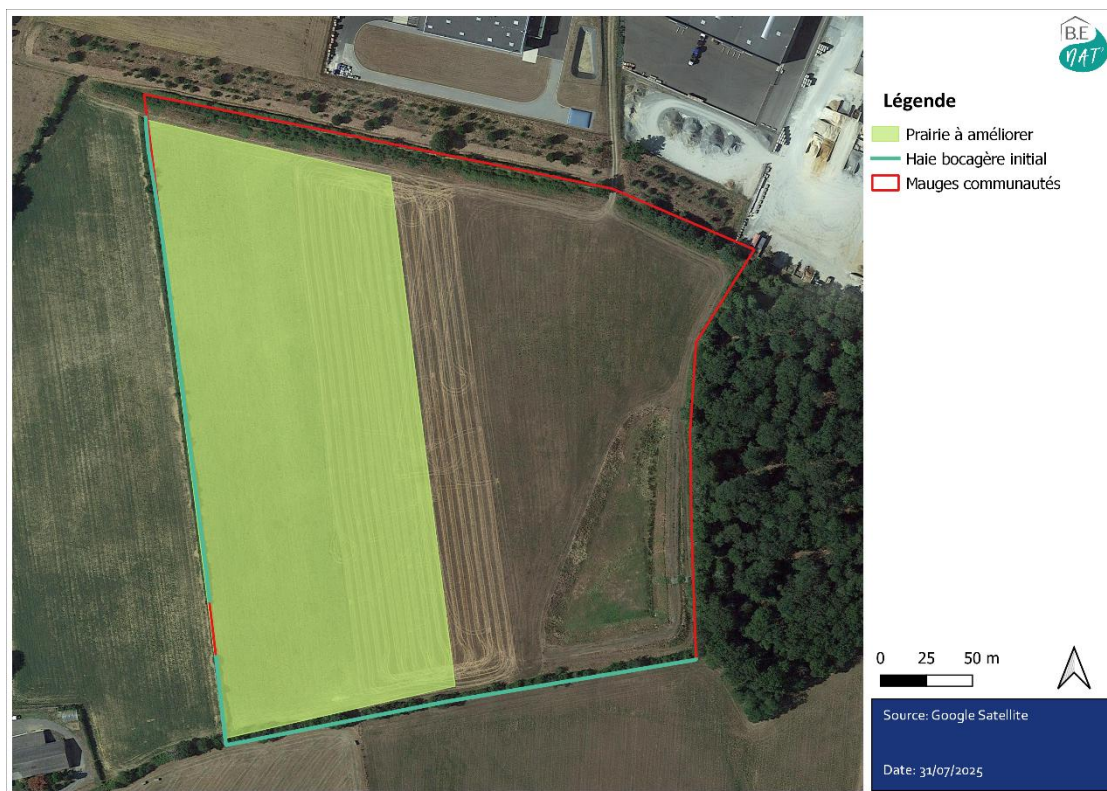 B.E
NAT'
Légende
Prairie à améliorer
Haie bocagère initial
Mauges communautés
0 25 50 m
Source: Google Satellite
Date: 31/07/2025